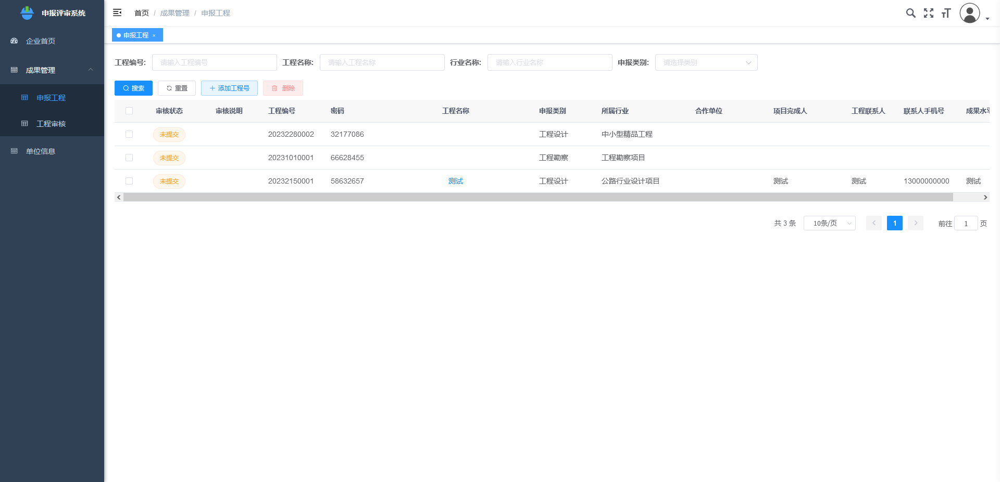 申报评审系统
企业首页
成果管理
申报工程
工程审核
单位信息
首页 / 成果管理 / 申报工程
申报工程 ×
工程编号: 请输入工程编号 工程名称: 请输入工程名称 行业名称: 请输入行业名称 申报类别: 请选择类别
搜索 重置 添加工程号 删除
审核状态 审核说明 工程编号 密码 工程名称 申报类别 所属行业 合作单位 项目完成人 工程联系人 联系人手机号 成果水平
未提交 20232280002 32177086 工程设计 中小型精品工程
未提交 20231010001 66628455 工程勘察 工程勘察项目
未提交 20232150001 58632657 测试 工程设计 公路行业设计项目 测试 测试 13000000000 测试
共 3 条 10条/页 1 前往 1 页